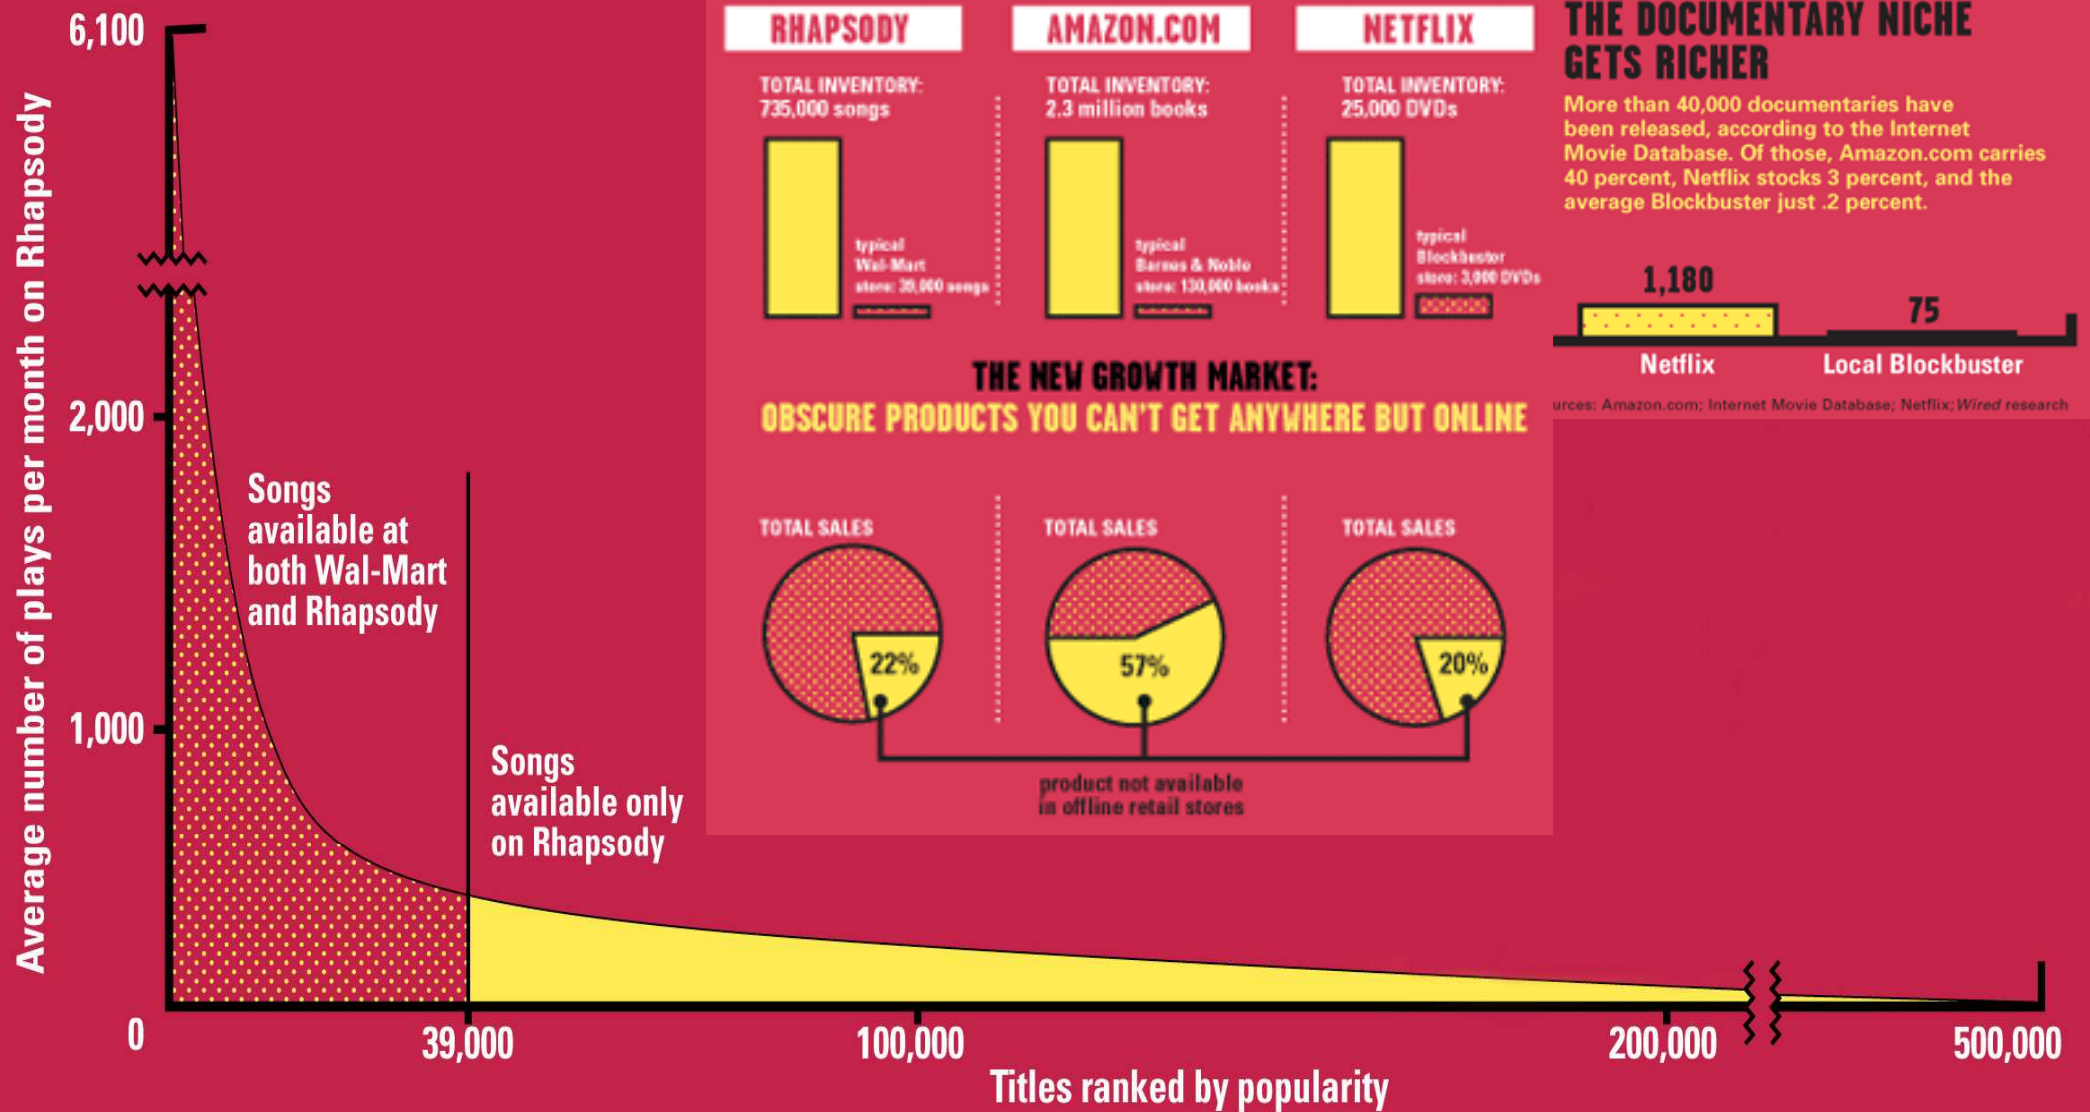 6,100
2,000
1,000
0
Average number of plays per month on Rhapsody
Songs
available at
both Wal-Mart
and Rhapsody
Songs
available only
on Rhapsody
39,000
100,000
200,000
500,000
Titles ranked by popularity
RHAPSODY
TOTAL INVENTORY:
735,000 songs
typical
Wal-Mart
store: 39,000 songs
AMAZON.COM
TOTAL INVENTORY:
2.3 million books
typical
Barnes & Noble
store: 130,000 books
NETFLIX
TOTAL INVENTORY:
25,000 DVDs
typical
Blockbuster
store: 3,000 DVDs
THE NEW GROWTH MARKET:
OBSCURE PRODUCTS YOU CAN'T GET ANYWHERE BUT ONLINE
TOTAL SALES
22%
TOTAL SALES
57%
TOTAL SALES
20%
product not available
in offline retail stores
THE DOCUMENTARY NICHE
GETS RICHER
More than 40,000 documentaries have
been released, according to the Internet
Movie Database. Of those, Amazon.com carries
40 percent, Netflix stocks 3 percent, and the
average Blockbuster just .2 percent.
1,180
Netflix
75
Local Blockbuster
urces: Amazon.com; Internet Movie Database; Netflix; Wired research